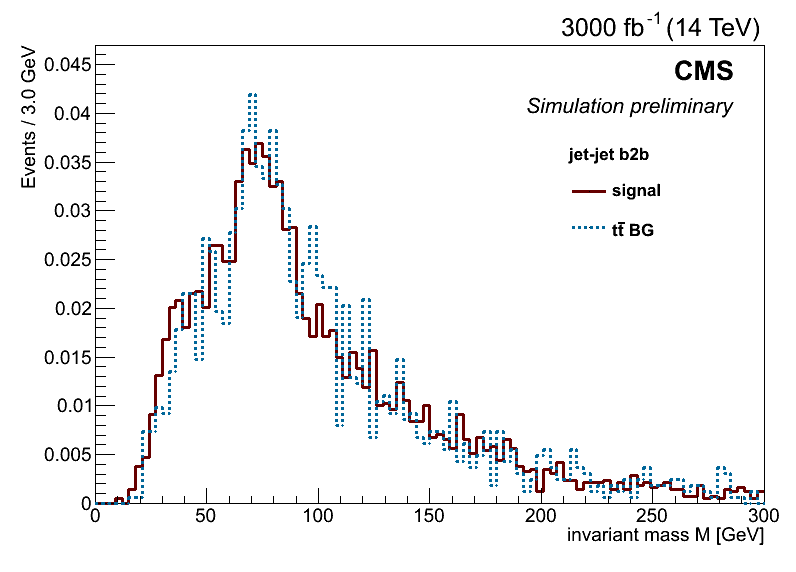 3000 fb⁻¹ (14 TeV)
CMS
Simulation preliminary
jet-jet b2b
signal
tt̄ BG
Events / 3.0 GeV
0.045
0.04
0.035
0.03
0.025
0.02
0.015
0.01
0.005
0
0 50 100 150 200 250 300
invariant mass M [GeV]